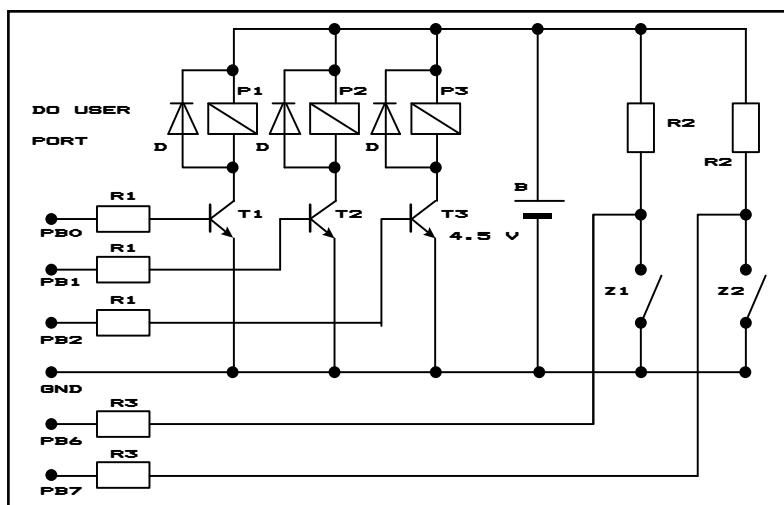 P1
P2
P3
DO USER
PORT
R2
D
D
D
R2
R1
B
T1
T2
T3
PB0
4.5 V
R1
PB1
Z1
Z2
R1
PB2
GND
R3
PB6
R3
PB7